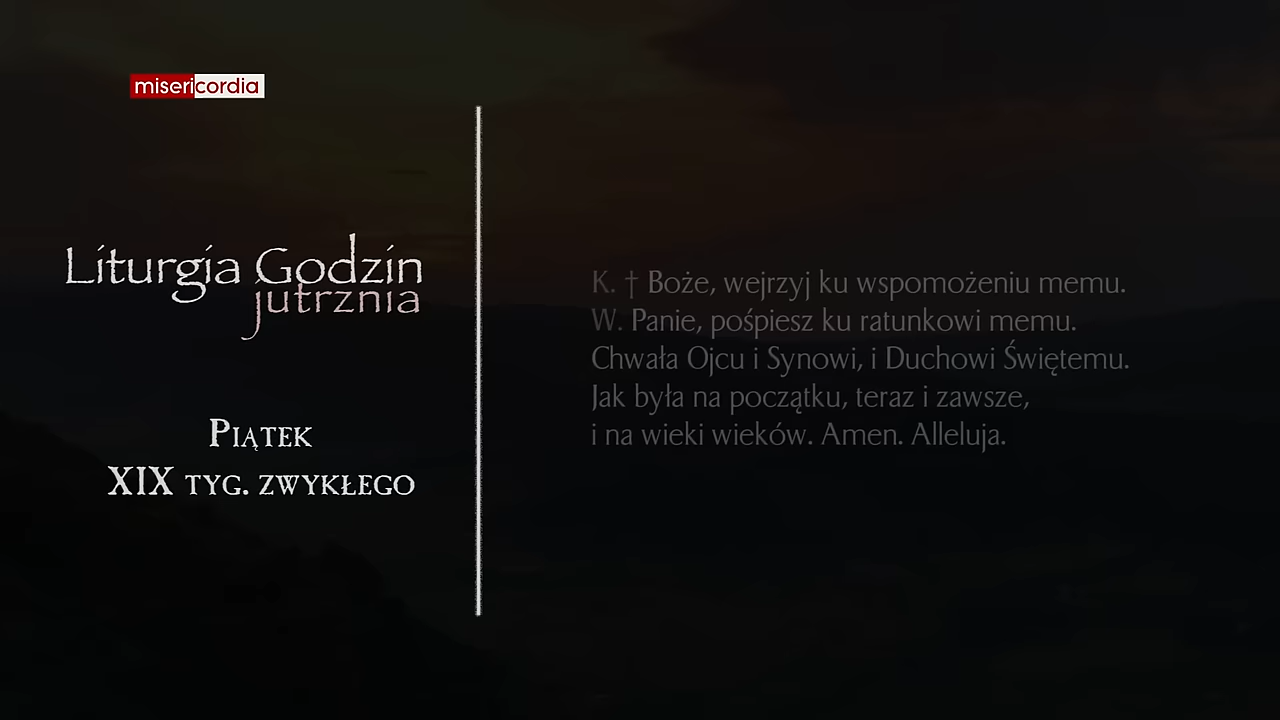 misericordia
Liturgia Godzin
jutrznia
Piątek
XIX tyg. zwykłego
K. † Boże, wejrzyj ku wspomożeniu memu.
W. Panie, pośpiesz ku ratunkowi memu.
Chwała Ojcu i Synowi, i Duchowi Świętemu.
Jak była na początku, teraz i zawsze,
i na wieki wieków. Amen. Alleluja.